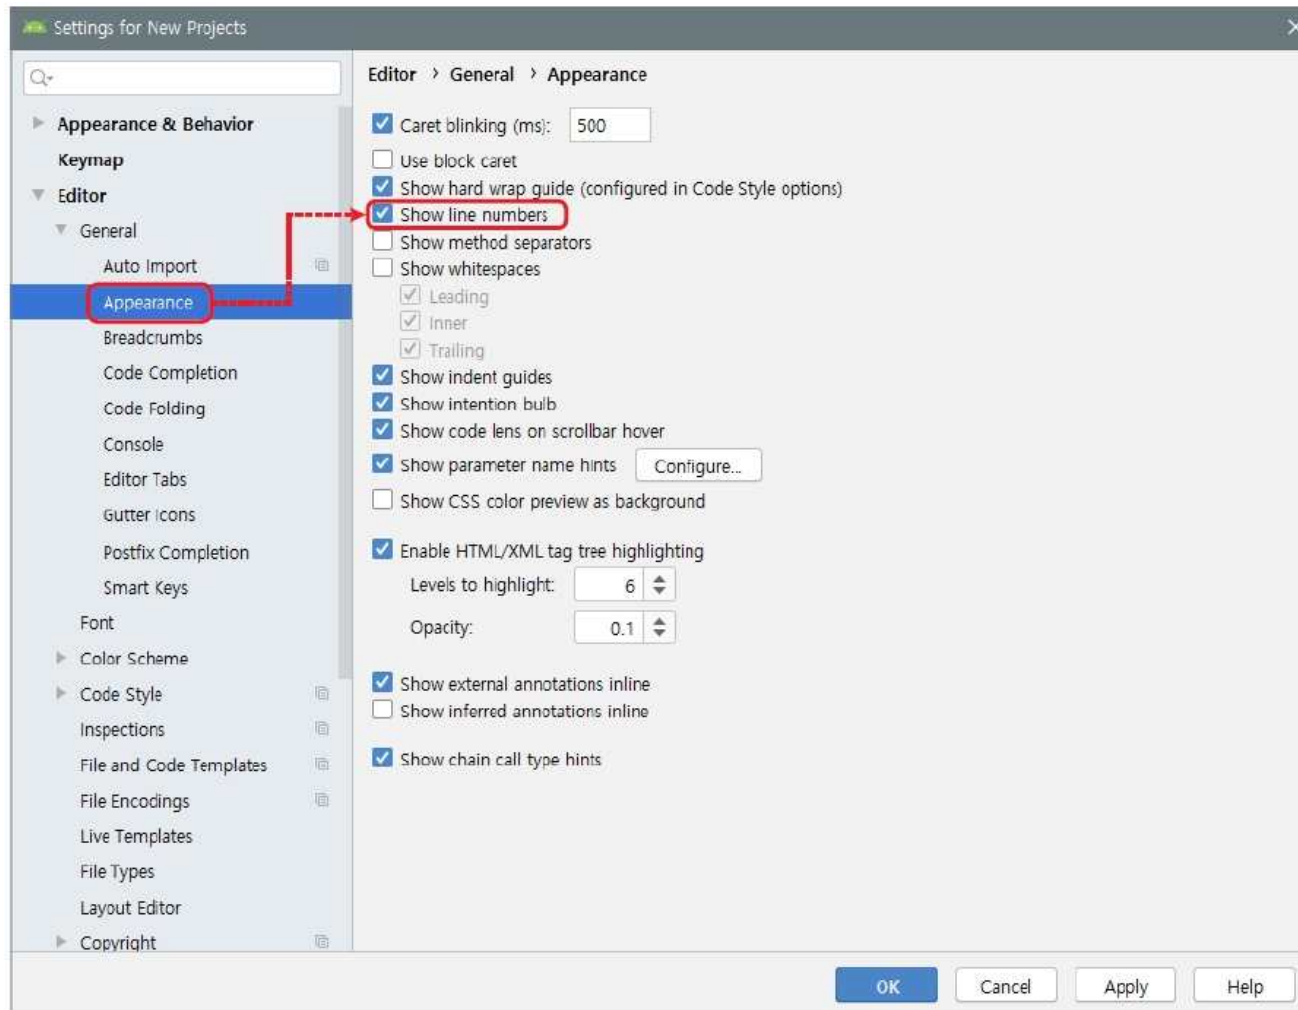 Settings for New Projects
Appearance & Behavior
Keymap
Editor
General
Auto Import
Appearance
Breadcrumbs
Code Completion
Code Folding
Console
Editor Tabs
Gutter Icons
Postfix Completion
Smart Keys
Font
Color Scheme
Code Style
Inspections
File and Code Templates
File Encodings
Live Templates
File Types
Layout Editor
Copyright
Editor › General › Appearance
Caret blinking (ms): 500
Use block caret
Show hard wrap guide (configured in Code Style options)
Show line numbers
Show method separators
Show whitespaces
Leading
Inner
Trailing
Show indent guides
Show intention bulb
Show code lens on scrollbar hover
Show parameter name hints Configure...
Show CSS color preview as background
Enable HTML/XML tag tree highlighting
Levels to highlight: 6
Opacity: 0.1
Show external annotations inline
Show inferred annotations inline
Show chain call type hints
OK Cancel Apply Help